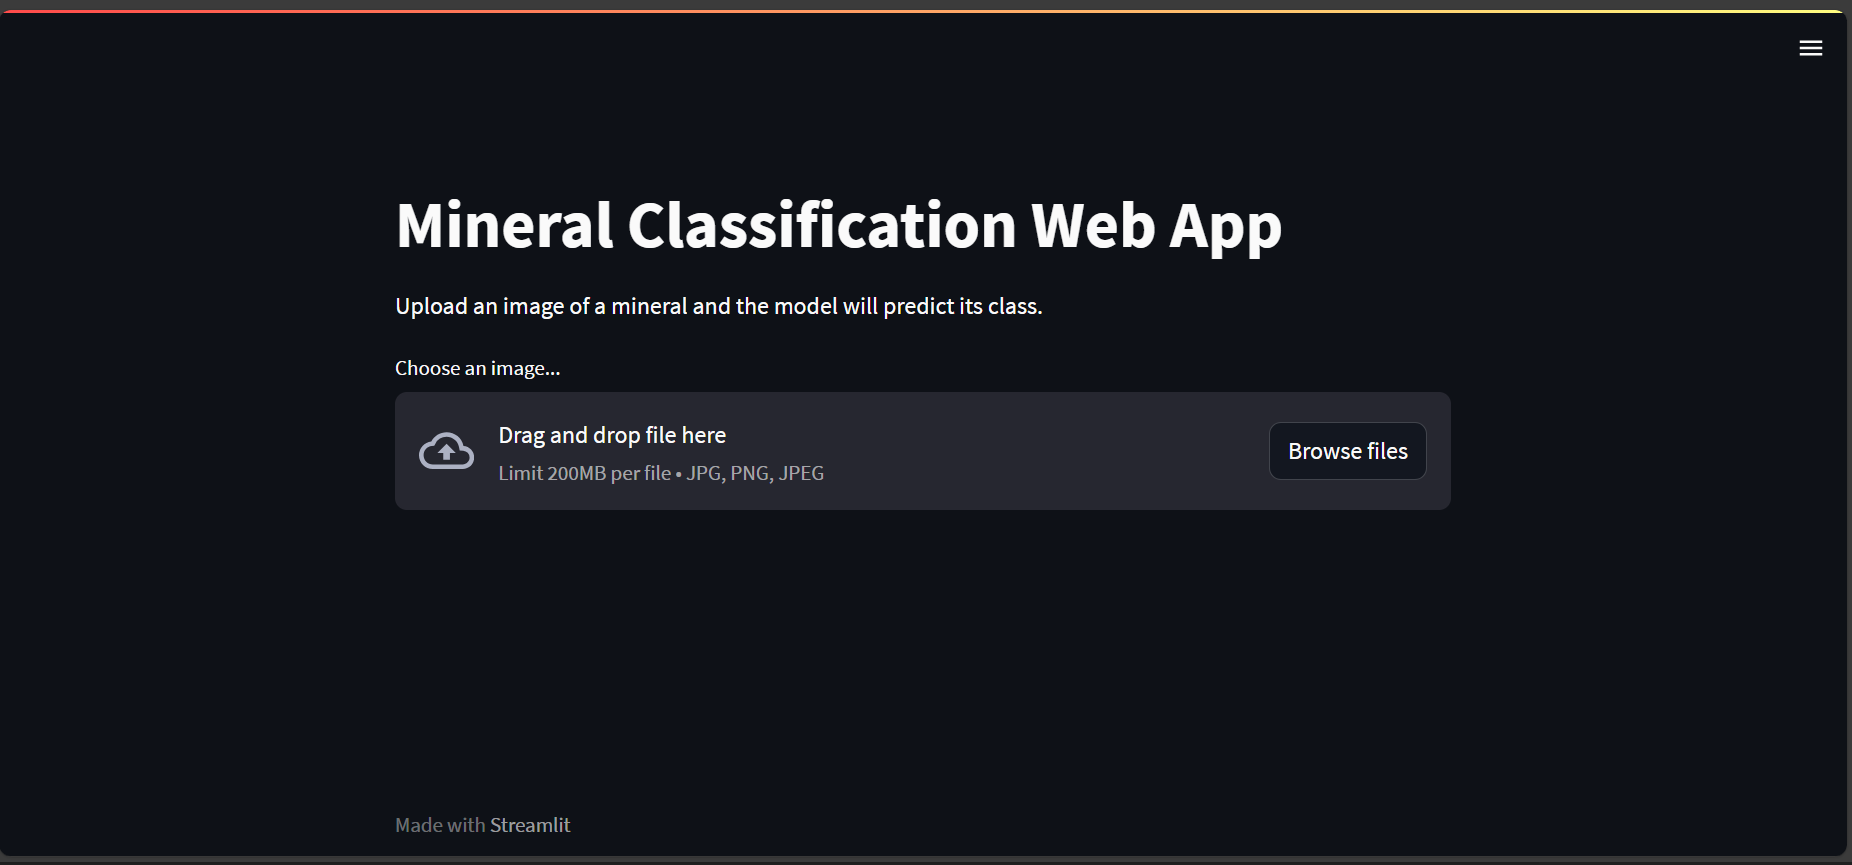 Mineral Classification Web App
Upload an image of a mineral and the model will predict its class.
Choose an image...
Drag and drop file here
Limit 200MB per file • JPG, PNG, JPEG
Browse files
Made with Streamlit